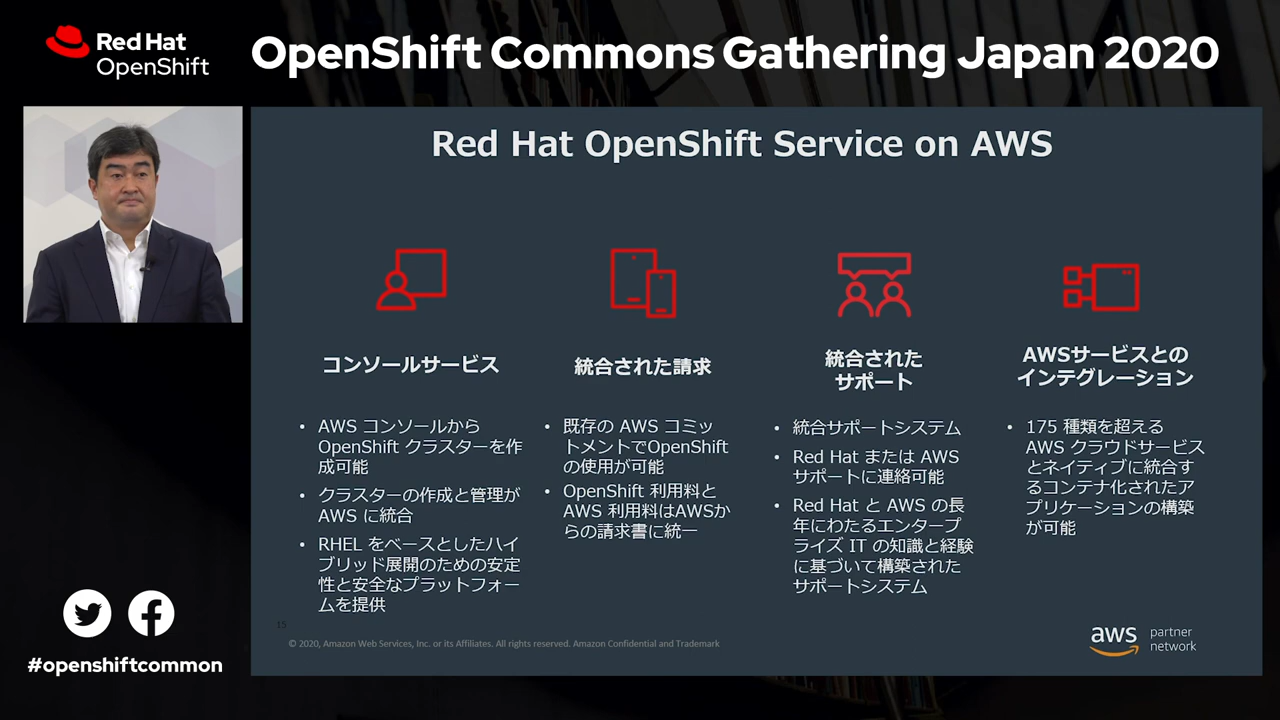 Red Hat
OpenShift
OpenShift Commons Gathering Japan 2020
Red Hat OpenShift Service on AWS
コンソールサービス
• AWS コンソールから
OpenShift クラスターを作
成可能
• クラスターの作成と管理が
AWS に統合
• RHEL をベースとしたハイ
ブリッド展開のための安定
性と安全なプラットフォー
ムを提供
統合された請求
• 既存の AWS コミッ
トメントでOpenShift
の使用が可能
• OpenShift 利用料と
AWS 利用料はAWSか
らの請求書に統一
統合された
サポート
• 統合サポートシステム
• Red Hat または AWS
サポートに連絡可能
• Red Hat と AWS の長
年にわたるエンタープ
ライズ IT の知識と経験
に基づいて構築された
サポートシステム
AWSサービスとの
インテグレーション
• 175 種類を超える
AWS クラウドサービス
とネイティブに統合す
るコンテナ化されたア
プリケーションの構築
が可能
15
© 2020, Amazon Web Services, Inc. or its Affiliates. All rights reserved. Amazon Confidential and Trademark
aws
partner
network
#openshiftcommon